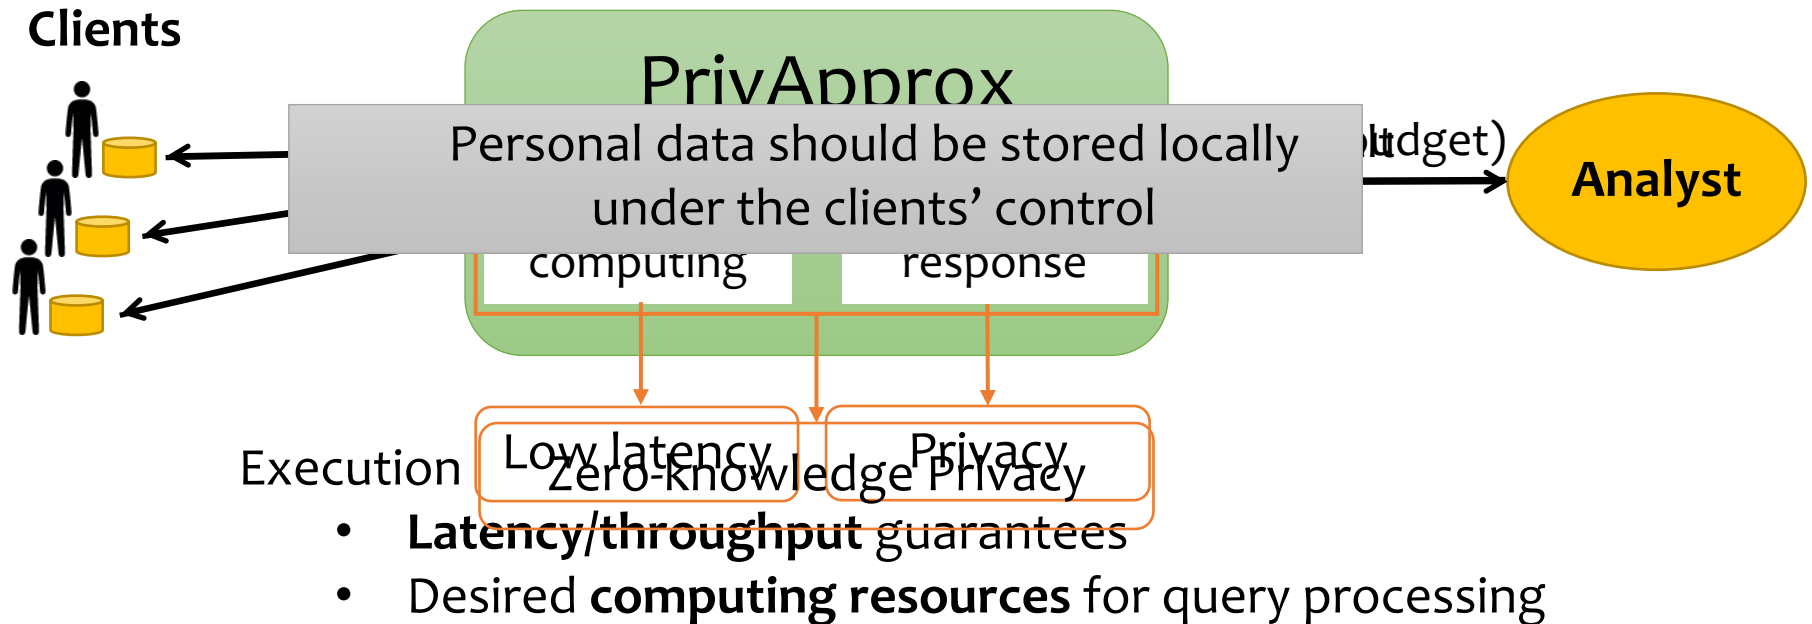 Clients
PrivApprox
Personal data should be stored locally
under the clients’ control
Analyst
computing
response
Low latency
Privacy
Zero-knowledge Privacy
Execution
• Latency/throughput guarantees
• Desired computing resources for query processing